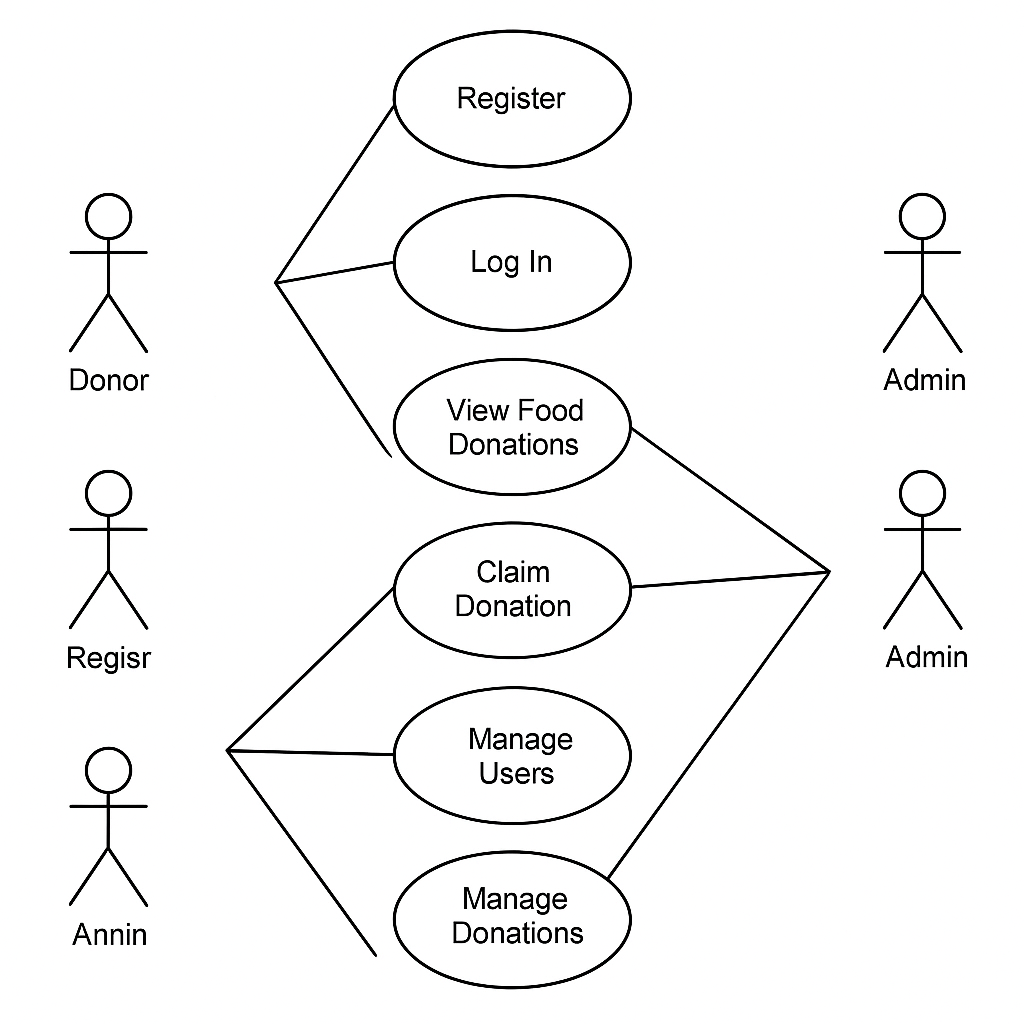 Register
Log In
Donor
Admin
View Food
Donations
Claim
Donation
Regisr
Admin
Manage
Users
Manage
Donations
Annin